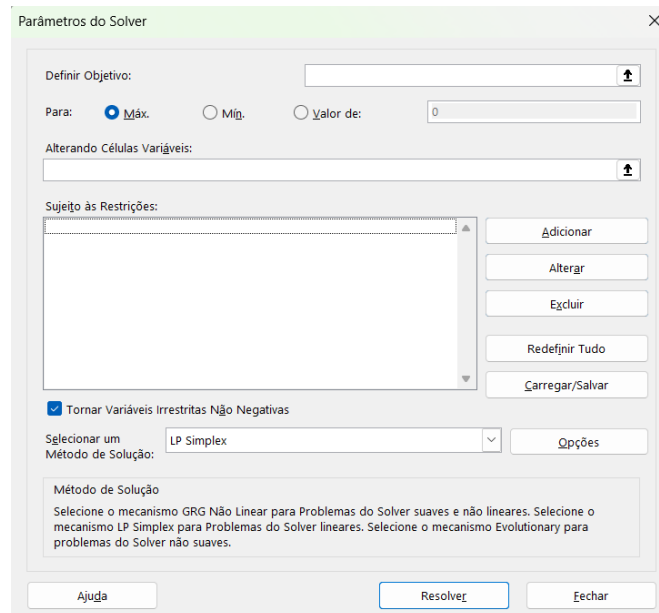 Parâmetros do Solver
Definir Objetivo:
Para: Máx. Mín. Valor de: 0
Alterando Células Variáveis:
Sujeito às Restrições:
Adicionar
Alterar
Excluir
Redefinir Tudo
Carregar/Salvar
Tornar Variáveis Irrestritas Não Negativas
Selecionar um
Método de Solução:
LP Simplex
Opções
Método de Solução
Selecione o mecanismo GRG Não Linear para Problemas do Solver suaves e não lineares. Selecione o
mecanismo LP Simplex para Problemas do Solver lineares. Selecione o mecanismo Evolutionary para
problemas do Solver não suaves.
Ajuda Resolver Fechar